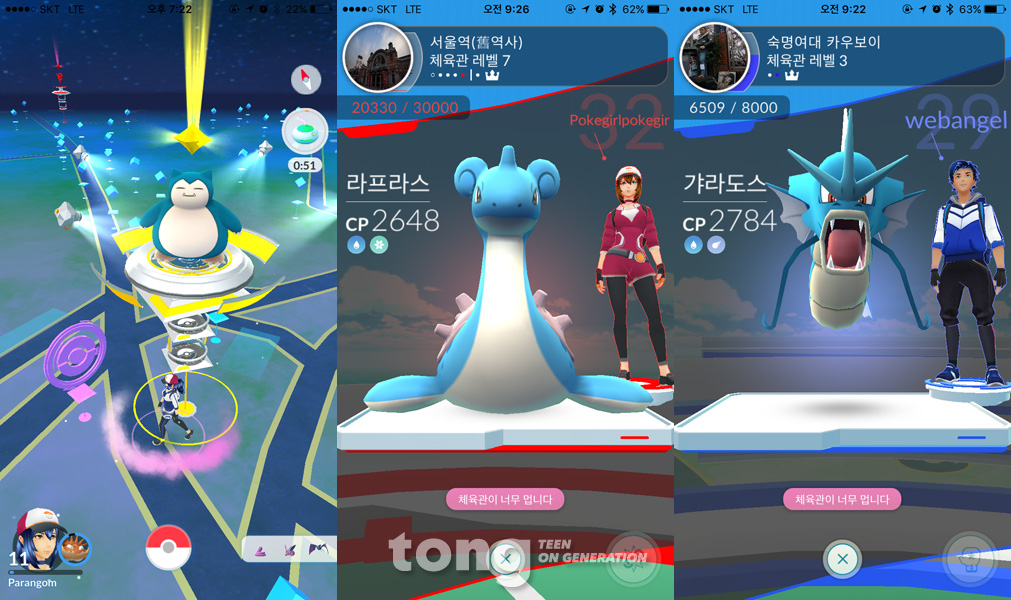 SKT LTE 오후 7:22 22%
0:51
11
Parangom
SKT LTE 오전 9:26 62%
서울역(舊역사)
체육관 레벨 7
20330 / 30000
32
Pokegirlpokegir
라프라스
CP2648
체육관이 너무 멉니다
SKT LTE 오전 9:22 63%
숙명여대 카우보이
체육관 레벨 3
6509 / 8000
29
webangel
갸라도스
CP2784
체육관이 너무 멉니다
tong TEEN
ON GENERATION